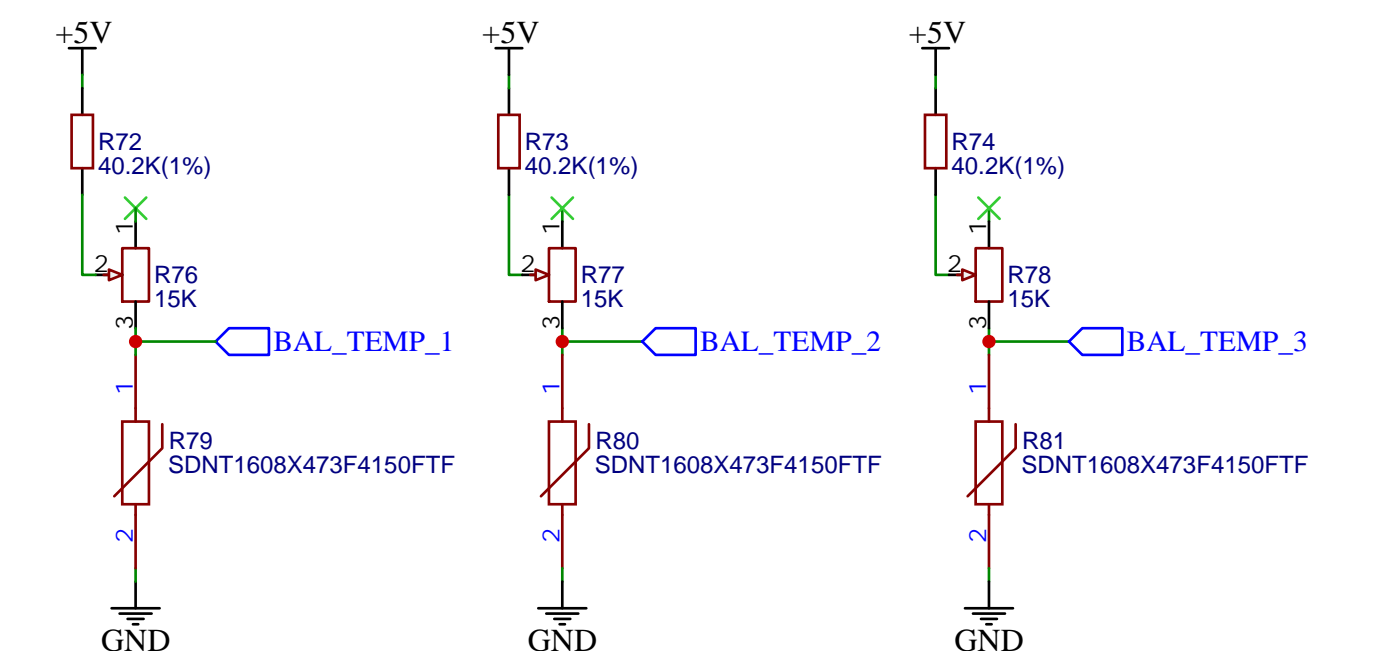 +5V
R72
40.2K(1%)
1
2
R76
15K
3
BAL_TEMP_1
1
R79
SDNT1608X473F4150FTF
2
GND
+5V
R73
40.2K(1%)
1
2
R77
15K
3
BAL_TEMP_2
1
R80
SDNT1608X473F4150FTF
2
GND
+5V
R74
40.2K(1%)
1
2
R78
15K
3
BAL_TEMP_3
1
R81
SDNT1608X473F4150FTF
2
GND